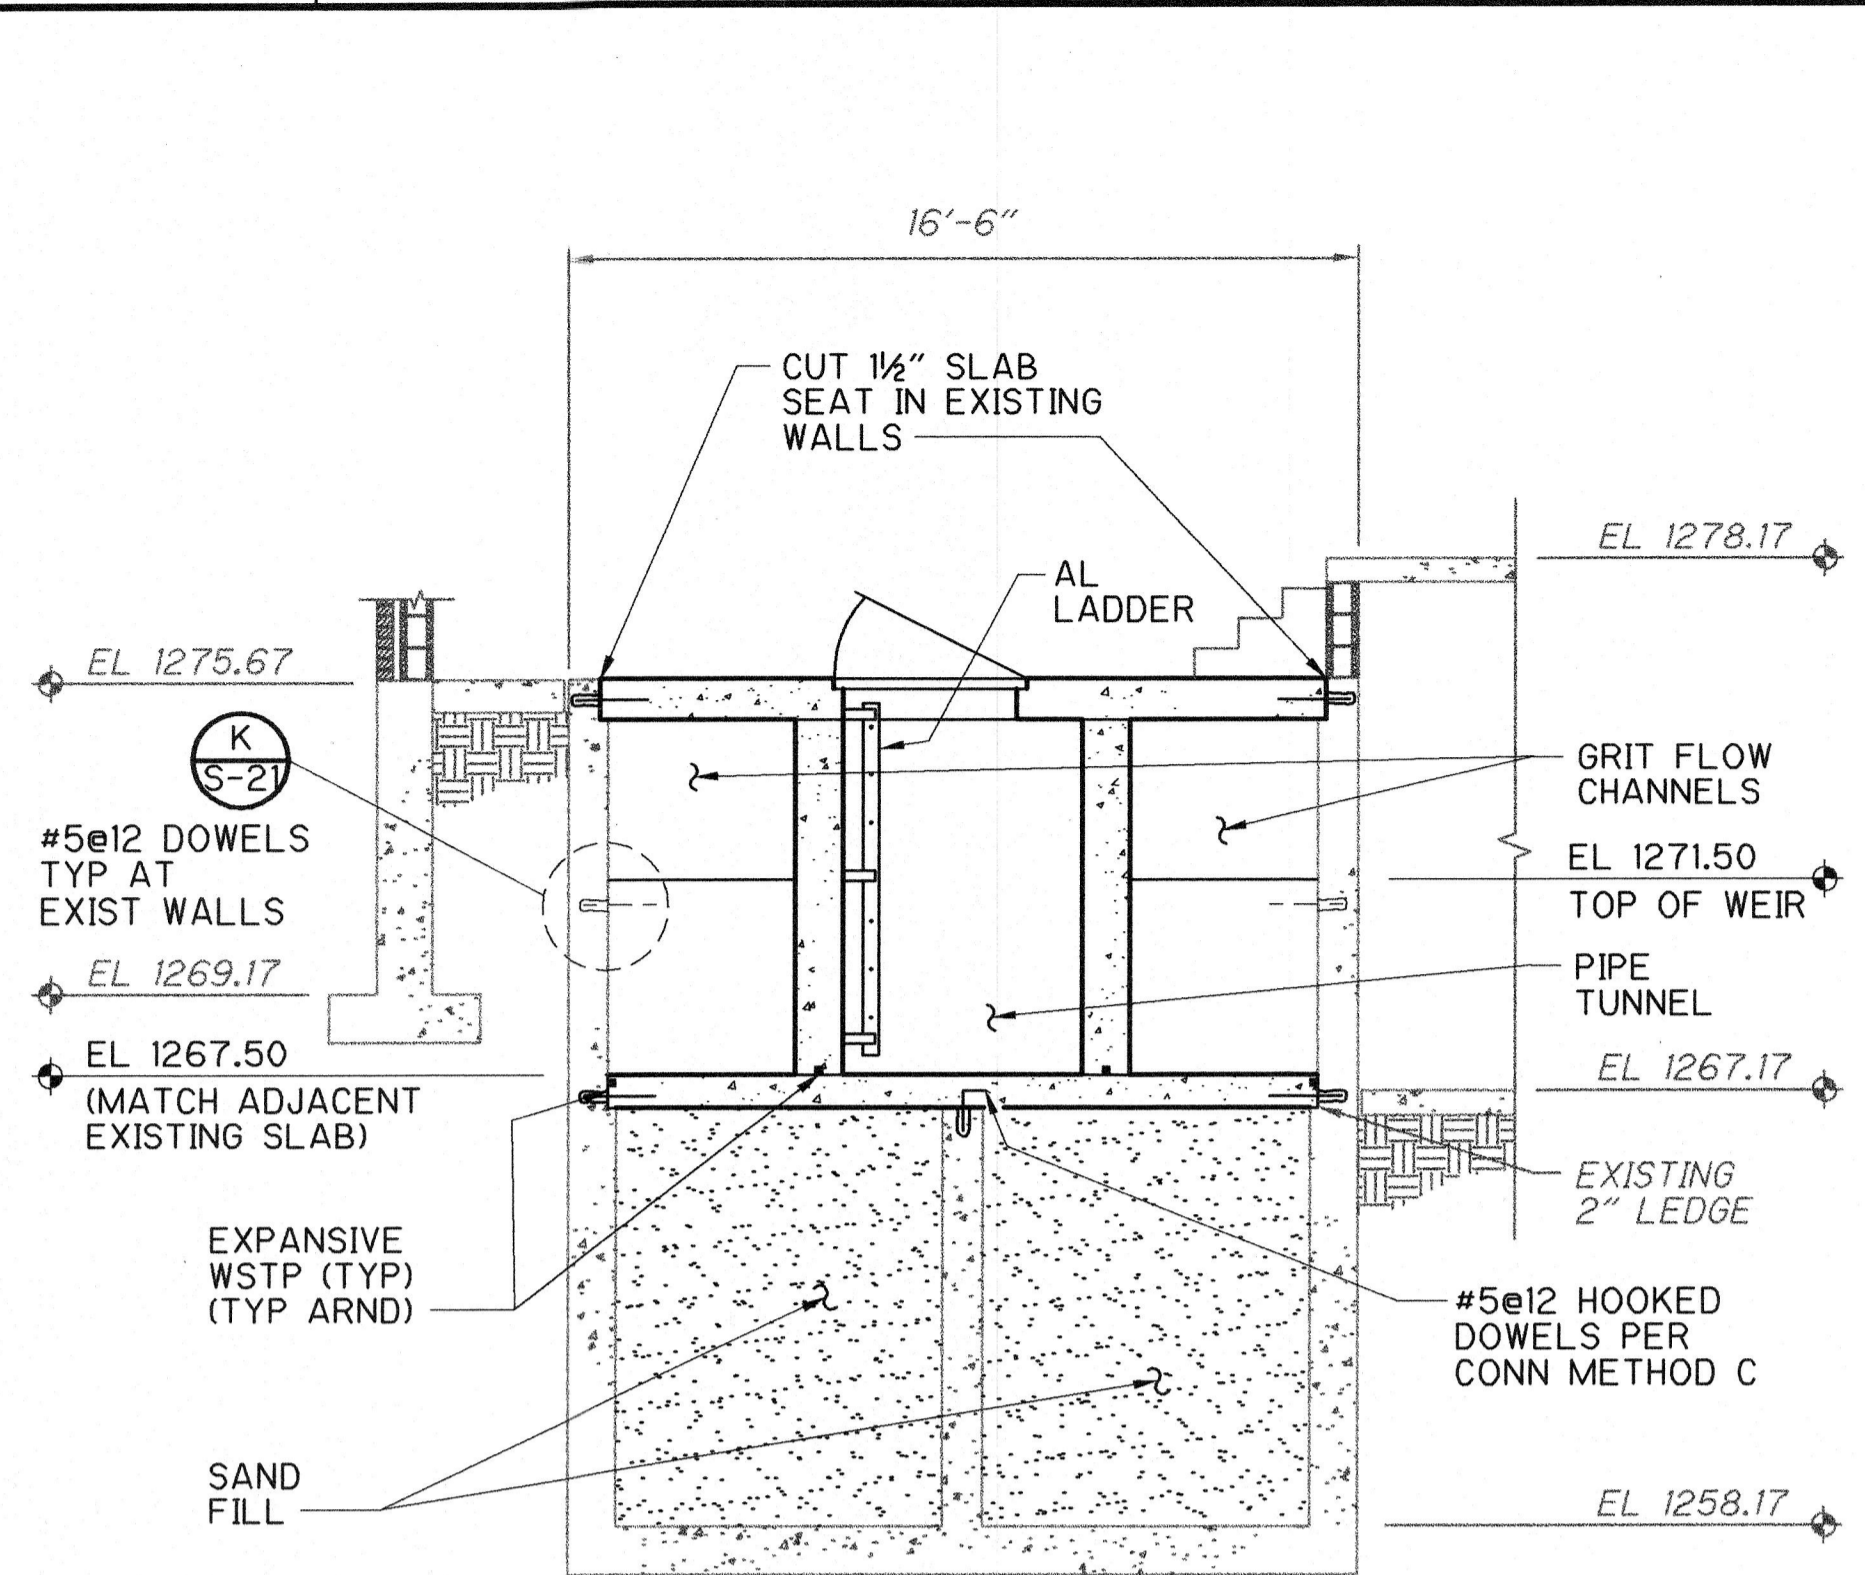 16'-6"
CUT 1½" SLAB
SEAT IN EXISTING
WALLS
EL 1278.17
AL
LADDER
EL 1275.67
K
S-21
GRIT FLOW
CHANNELS
#5@12 DOWELS
TYP AT
EXIST WALLS
EL 1271.50
TOP OF WEIR
EL 1269.17
PIPE
TUNNEL
EL 1267.50
(MATCH ADJACENT
EXISTING SLAB)
EL 1267.17
EXISTING
2" LEDGE
EXPANSIVE
WSTP (TYP)
(TYP ARND)
#5@12 HOOKED
DOWELS PER
CONN METHOD C
SAND
FILL
EL 1258.17